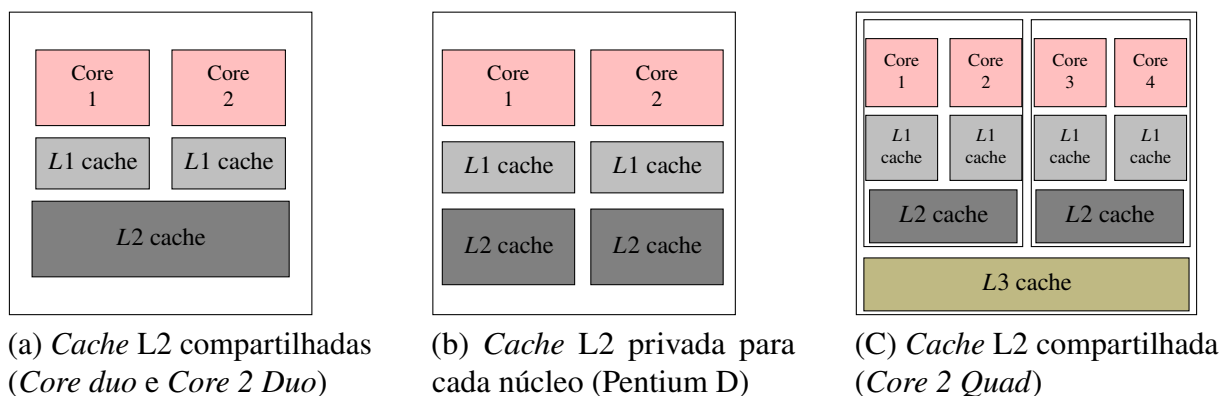 Core
1
Core
2
L1 cache
L1 cache
L2 cache
(a) Cache L2 compartilhadas
(Core duo e Core 2 Duo)
Core
1
Core
2
L1 cache
L1 cache
L2 cache
L2 cache
(b) Cache L2 privada para
cada núcleo (Pentium D)
Core
1
Core
2
Core
3
Core
4
L1
cache
L1
cache
L1
cache
L1
cache
L2 cache
L2 cache
L3 cache
(C) Cache L2 compartilhada
(Core 2 Quad)